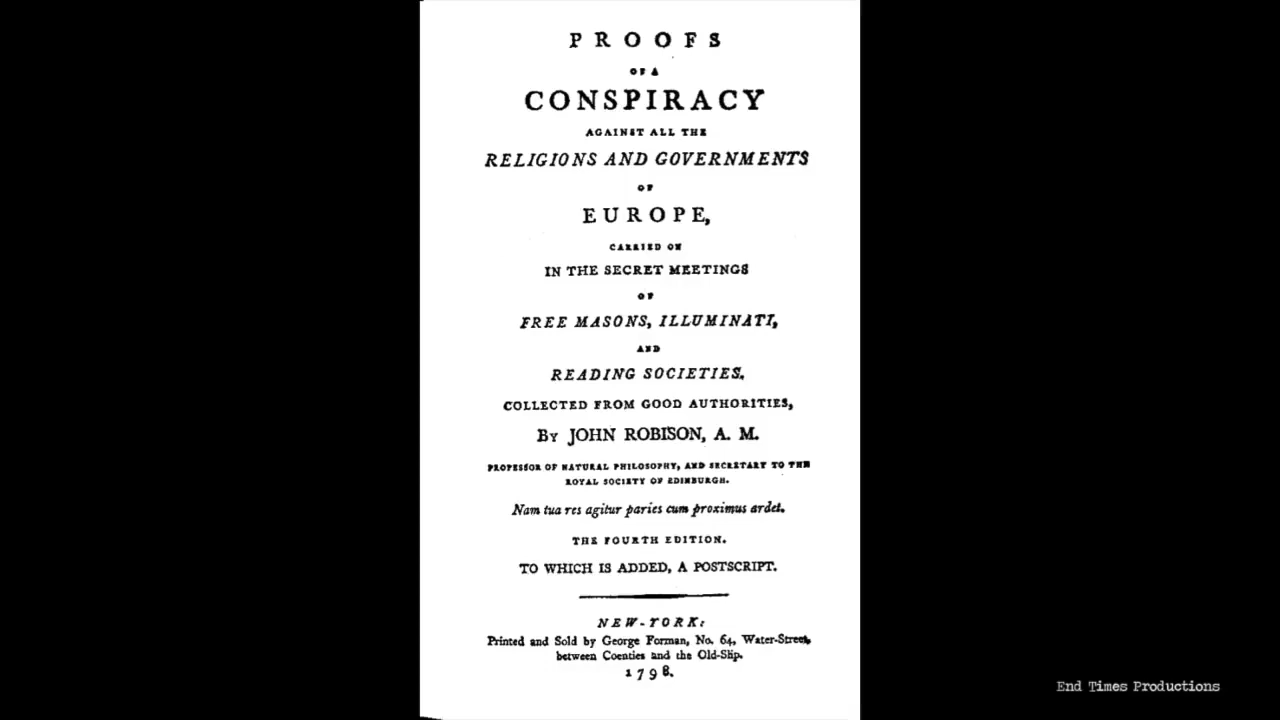 PROOFS
OF A
CONSPIRACY
AGAINST ALL THE
RELIGIONS AND GOVERNMENTS
OF
EUROPE,
CARRIED ON
IN THE SECRET MEETINGS
OF
FREE MASONS, ILLUMINATI,
AND
READING SOCIETIES.
COLLECTED FROM GOOD AUTHORITIES,
By JOHN ROBISON, A. M.
PROFESSOR OF NATURAL PHILOSOPHY, AND SECRETARY TO THE
ROYAL SOCIETY OF EDINBURGH.
Nam tua res agitur paries cum proximus ardet.
THE FOURTH EDITION.
TO WHICH IS ADDED, A POSTSCRIPT.
NEW-YORK:
Printed and Sold by George Forman, No. 64, Water-Street,
between Coenties and the Old-Slip.
1798.
End Times Productions